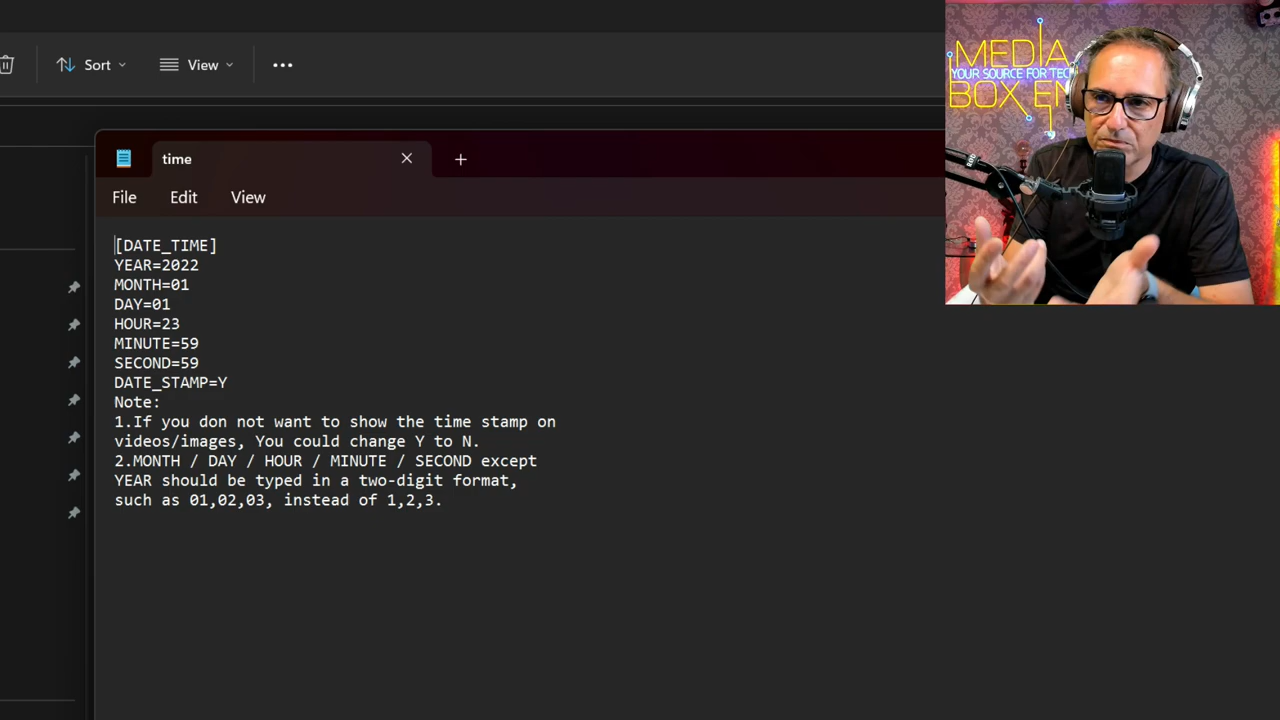 Sort
View
MEDIA
YOUR SOURCE FOR TEC
BOX EN
time
File Edit View
[DATE_TIME]
YEAR=2022
MONTH=01
DAY=01
HOUR=23
MINUTE=59
SECOND=59
DATE_STAMP=Y
Note:
1.If you don not want to show the time stamp on
videos/images, You could change Y to N.
2.MONTH / DAY / HOUR / MINUTE / SECOND except
YEAR should be typed in a two-digit format,
such as 01,02,03, instead of 1,2,3.
RODE